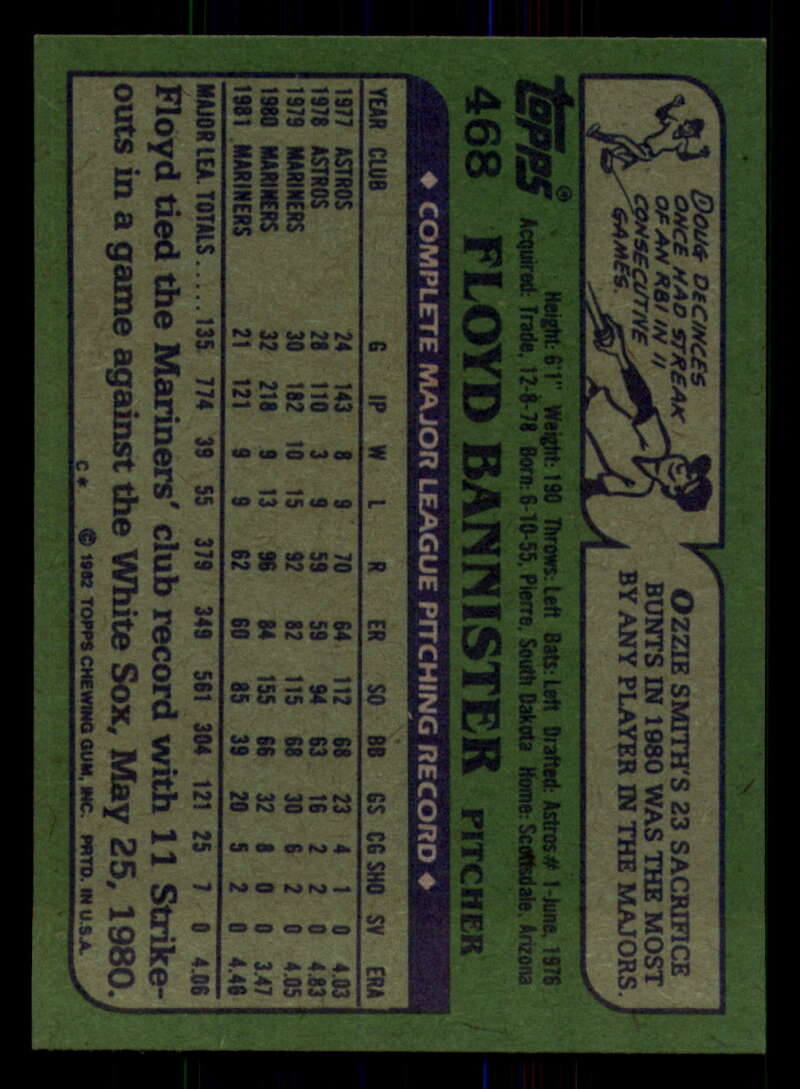 DOUG DECINCES
ONCE HAD STREAK
OF AN RBI IN 11
CONSECUTIVE
GAMES.
OZZIE SMITH'S 23 SACRIFICE
BUNTS IN 1980 WAS THE MOST
BY ANY PLAYER IN THE MAJORS.
TOPPS®
Height: 6'1" Weight: 190 Throws: Left Bats: Left Drafted: Astros # 1-June, 1976
Acquired: Trade, 12-8-78 Born: 6-10-55, Pierre, South Dakota Home: Scottsdale, Arizona
468 FLOYD BANNISTER PITCHER
◆ COMPLETE MAJOR LEAGUE PITCHING RECORD ◆
YEAR CLUB G IP W L R ER SO BB GS CG SHO SV ERA
1977 ASTROS 24 143 8 9 70 64 112 68 23 4 1 0 4.03
1978 ASTROS 28 110 3 9 59 59 94 63 16 2 2 0 4.83
1979 MARINERS 30 182 10 15 92 82 115 68 30 6 2 0 4.05
1980 MARINERS 32 218 9 13 96 84 155 66 32 8 0 0 3.47
1981 MARINERS 21 121 9 9 62 60 85 39 20 5 2 0 4.46
MAJOR LEA. TOTALS ..... 135 774 39 55 379 349 561 304 121 25 7 0 4.06
Floyd tied the Mariners' club record with 11 Strike-
outs in a game against the White Sox, May 25, 1980.
C* © 1982 TOPPS CHEWING GUM, INC. PRTD. IN U.S.A.